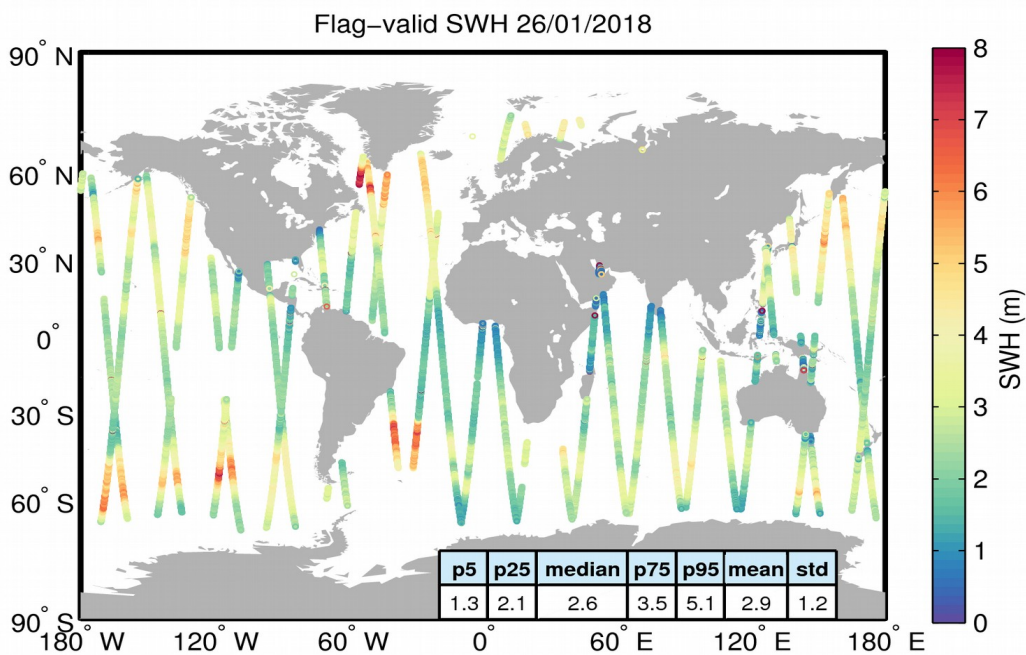 Flag−valid SWH 26/01/2018
90° N
60° N
30° N
0°
30° S
60° S
90° S
180° W
120° W
60° W
0°
60° E
120° E
180° E
p5 p25 median p75 p95 mean std
1.3 2.1 2.6 3.5 5.1 2.9 1.2
8
7
6
5
4
3
2
1
0
SWH (m)